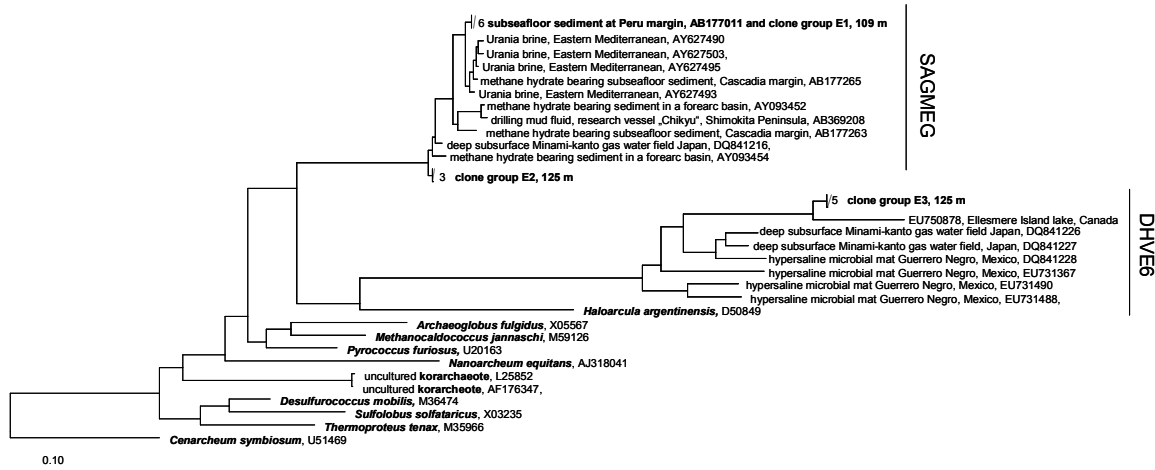 6 subseafloor sediment at Peru margin, AB177011 and clone group E1, 109 m
Urania brine, Eastern Mediterranean, AY627490
Urania brine, Eastern Mediterranean, AY627503,
Urania brine, Eastern Mediterranean, AY627495
methane hydrate bearing subseafloor sediment, Cascadia margin, AB177265
Urania brine, Eastern Mediterranean, AY627493
methane hydrate bearing sediment in a forearc basin, AY093452
drilling mud fluid, research vessel „Chikyu“, Shimokita Peninsula, AB369208
methane hydrate bearing subseafloor sediment, Cascadia margin, AB177263
deep subsurface Minami-kanto gas water field Japan, DQ841216,
methane hydrate bearing sediment in a forearc basin, AY093454
3 clone group E2, 125 m
SAGMEG
5 clone group E3, 125 m
EU750878, Ellesmere Island lake, Canada
deep subsurface Minami-kanto gas water field Japan, DQ841226
deep subsurface Minami-kanto gas water field, Japan, DQ841227
hypersaline microbial mat Guerrero Negro, Mexico, DQ841228
hypersaline microbial mat Guerrero Negro, Mexico, EU731367
hypersaline microbial mat Guerrero Negro, Mexico, EU731490
hypersaline microbial mat Guerrero Negro, Mexico, EU731488,
Haloarcula argentinensis, D50849
DHVE6
Archaeoglobus fulgidus, X05567
Methanocaldococcus jannaschi, M59126
Pyrococcus furiosus, U20163
Nanoarcheum equitans, AJ318041
uncultured korarchaeote, L25852
uncultured korarcheote, AF176347,
Desulfurococcus mobilis, M36474
Sulfolobus solfataricus, X03235
Thermoproteus tenax, M35966
Cenarcheum symbiosum, U51469
0.10